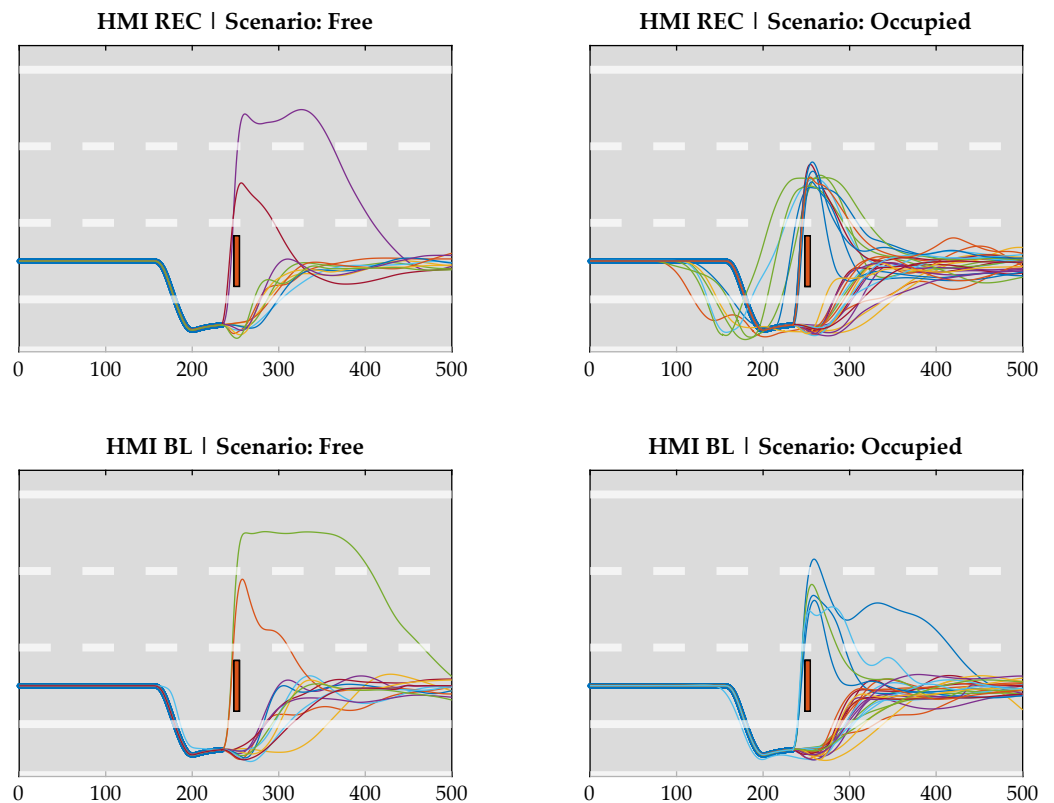 HMI REC | Scenario: Free
HMI REC | Scenario: Occupied
0 100 200 300 400 500
0 100 200 300 400 500
HMI BL | Scenario: Free
HMI BL | Scenario: Occupied
0 100 200 300 400 500
0 100 200 300 400 500